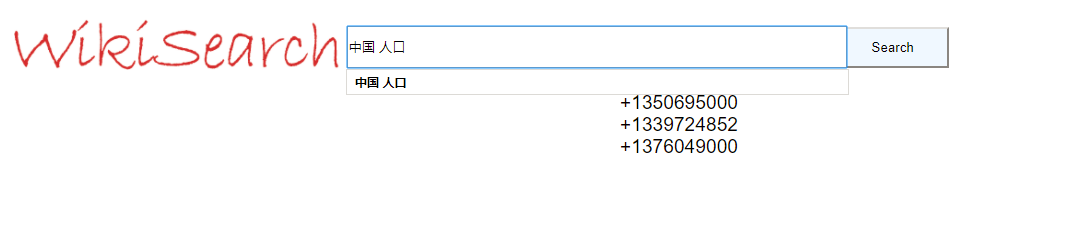 WikiSearch
中国 人口
Search
中国 人口
+1350695000
+1339724852
+1376049000